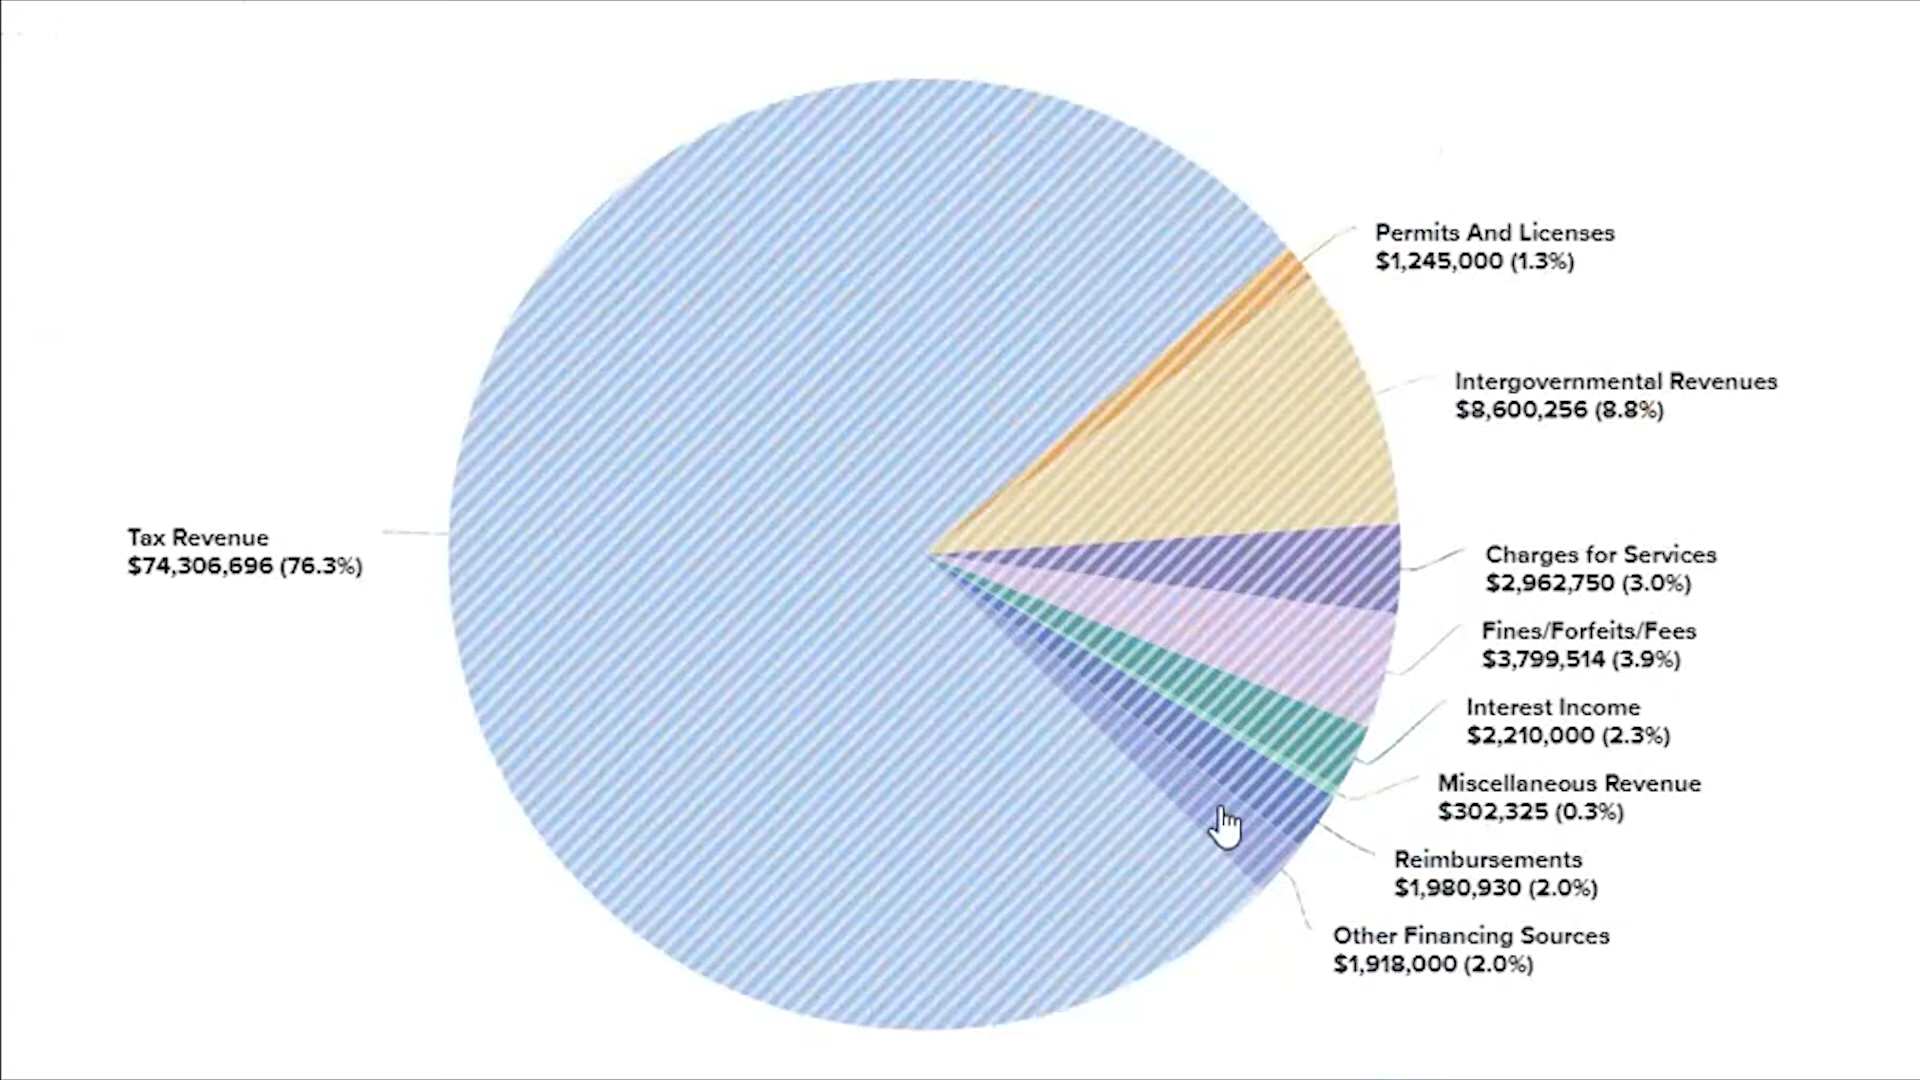 Permits And Licenses
$1,245,000 (1.3%)
Intergovernmental Revenues
$8,600,256 (8.8%)
Tax Revenue
$74,306,696 (76.3%)
Charges for Services
$2,962,750 (3.0%)
Fines/Forfeits/Fees
$3,799,514 (3.9%)
Interest Income
$2,210,000 (2.3%)
Miscellaneous Revenue
$302,325 (0.3%)
Reimbursements
$1,980,930 (2.0%)
Other Financing Sources
$1,918,000 (2.0%)